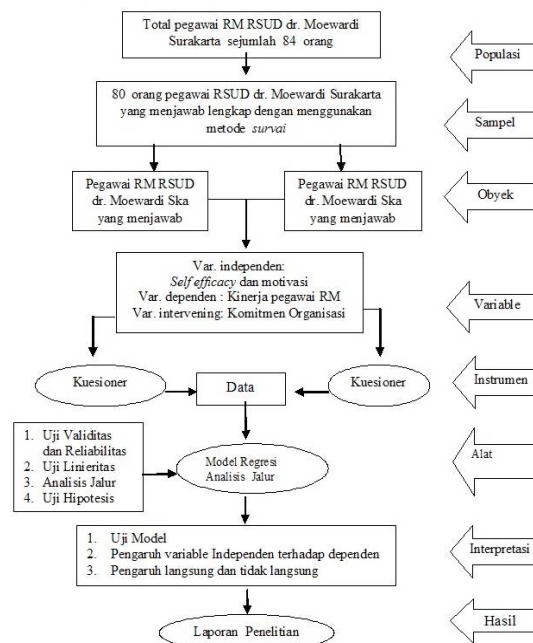 Total pegawai RM RSUD dr. Moewardi
Surakarta sejumlah 84 orang
Populasi
80 orang pegawai RSUD dr. Moewardi Surakarta
yang menjawab lengkap dengan menggunakan
metode survai
Sampel
Pegawai RM RSUD
dr. Moewardi Ska
yang menjawab
Pegawai RM RSUD
dr. Moewardi Ska
yang menjawab
Obyek
Var. independen:
Self efficacy dan motivasi
Var. dependen : Kinerja pegawai RM
Var. intervening: Komitmen Organisasi
Variable
Kuesioner
Data
Kuesioner
Instrumen
1. Uji Validitas
dan Reliabilitas
2. Uji Linieritas
3. Analisis Jalur
4. Uji Hipotesis
Model Regresi
Analisis Jalur
Alat
1. Uji Model
2. Pengaruh variable Independen terhadap dependen
3. Pengaruh langsung dan tidak langsung
Interpretasi
Laporan Penelitian
Hasil